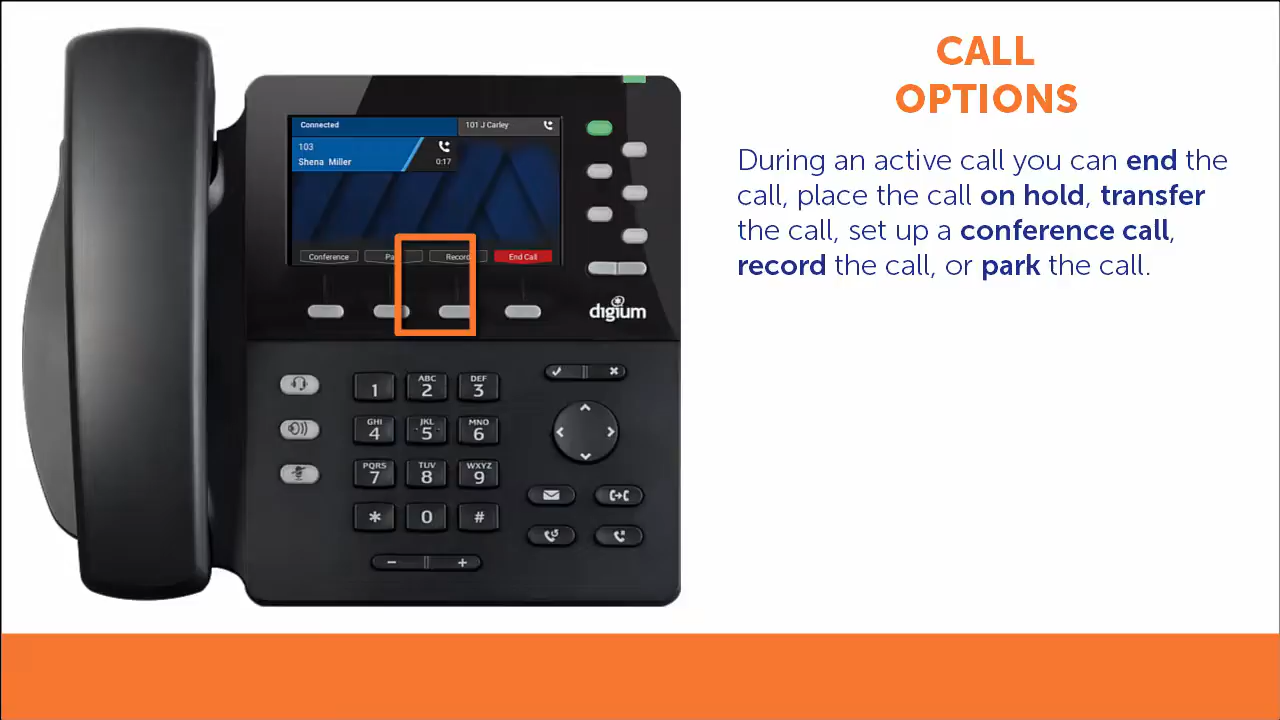 CALL
OPTIONS
During an active call you can end the
call, place the call on hold, transfer
the call, set up a conference call,
record the call, or park the call.
Connected
101 J Carley
103
Shena Miller
0:17
Conference
Pa
Record
End Call
digium
1
ABC
2
DEF
3
GHI
4
JKL
5
MNO
6
PQRS
7
TUV
8
WXYZ
9
*
0
#
− +